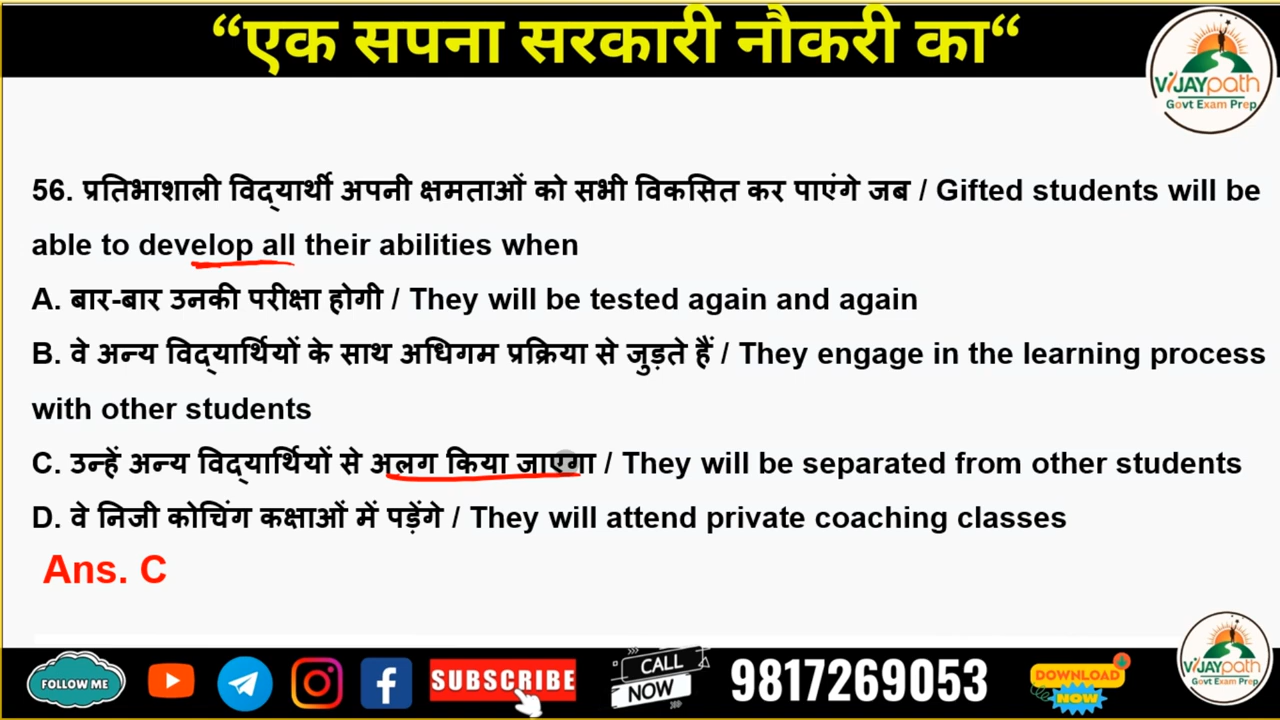 “एक सपना सरकारी नौकरी का“
VIJAYpath
Govt Exam Prep
56. प्रतिभाशाली विद्यार्थी अपनी क्षमताओं को सभी विकसित कर पाएंगे जब / Gifted students will be
able to develop all their abilities when
A. बार-बार उनकी परीक्षा होगी / They will be tested again and again
B. वे अन्य विद्यार्थियों के साथ अधिगम प्रक्रिया से जुड़ते हैं / They engage in the learning process
with other students
C. उन्हें अन्य विद्यार्थियों से अलग किया जाएगा / They will be separated from other students
D. वे निजी कोचिंग कक्षाओं में पड़ेंगे / They will attend private coaching classes
Ans. C
FOLLOW ME
SUBSCRIBE
CALL
NOW
9817269053
DOWNLOAD
NOW
VIJAYpath
Govt Exam Prep